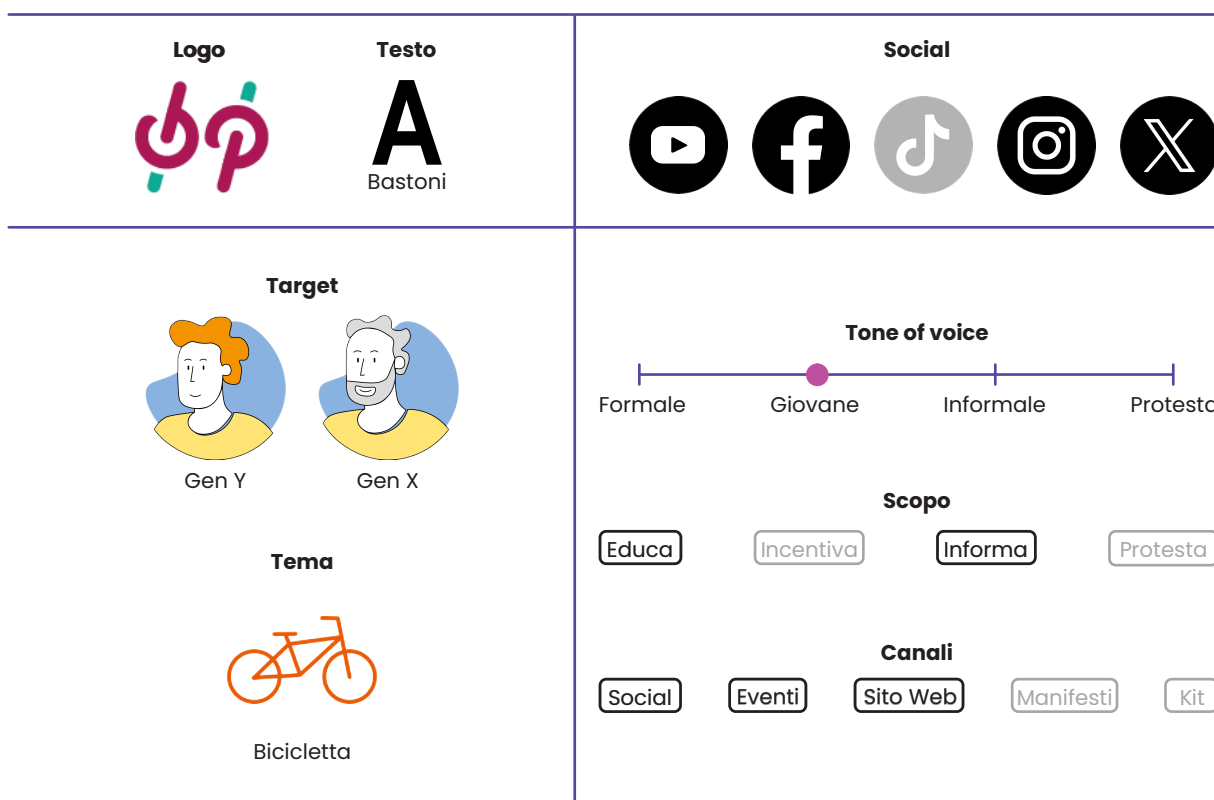 Logo
Testo
A
Bastoni
Social
Target
Gen Y
Gen X
Tema
Bicicletta
Tone of voice
Formale
Giovane
Informale
Protesta
Scopo
Educa
Incentiva
Informa
Protesta
Canali
Social
Eventi
Sito Web
Manifesti
Kit